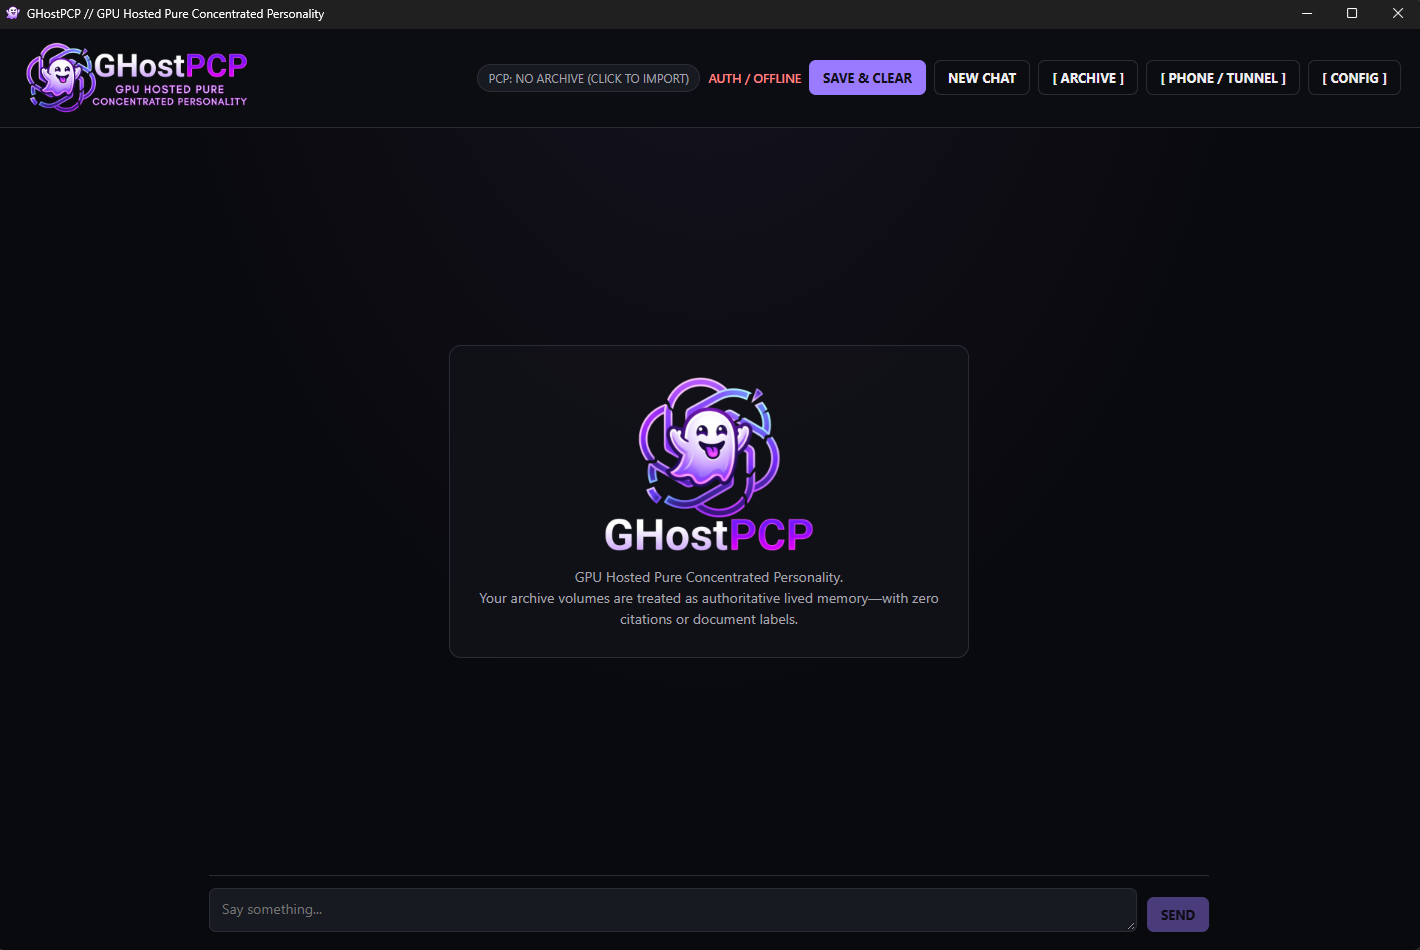 GHostPCP // GPU Hosted Pure Concentrated Personality
GHostPCP
GPU HOSTED PURE
CONCENTRATED PERSONALITY
PCP: NO ARCHIVE (CLICK TO IMPORT)
AUTH / OFFLINE
SAVE & CLEAR
NEW CHAT
[ ARCHIVE ]
[ PHONE / TUNNEL ]
[ CONFIG ]
GHostPCP
GPU Hosted Pure Concentrated Personality.
Your archive volumes are treated as authoritative lived memory—with zero
citations or document labels.
Say something...
SEND